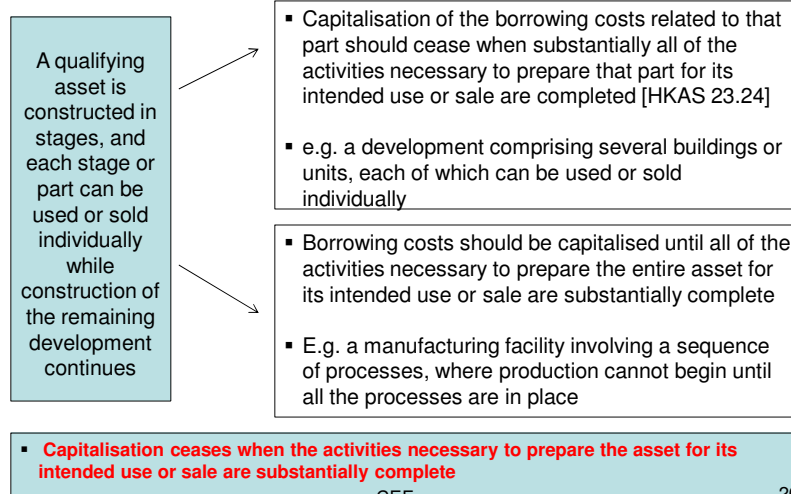 A qualifying
asset is
constructed in
stages, and
each stage or
part can be
used or sold
individually
while
construction of
the remaining
development
continues
▪ Capitalisation of the borrowing costs related to that
part should cease when substantially all of the
activities necessary to prepare that part for its
intended use or sale are completed [HKAS 23.24]
▪ e.g. a development comprising several buildings or
units, each of which can be used or sold
individually
▪ Borrowing costs should be capitalised until all of the
activities necessary to prepare the entire asset for
its intended use or sale are substantially complete
▪ E.g. a manufacturing facility involving a sequence
of processes, where production cannot begin until
all the processes are in place
▪ Capitalisation ceases when the activities necessary to prepare the asset for its
intended use or sale are substantially complete